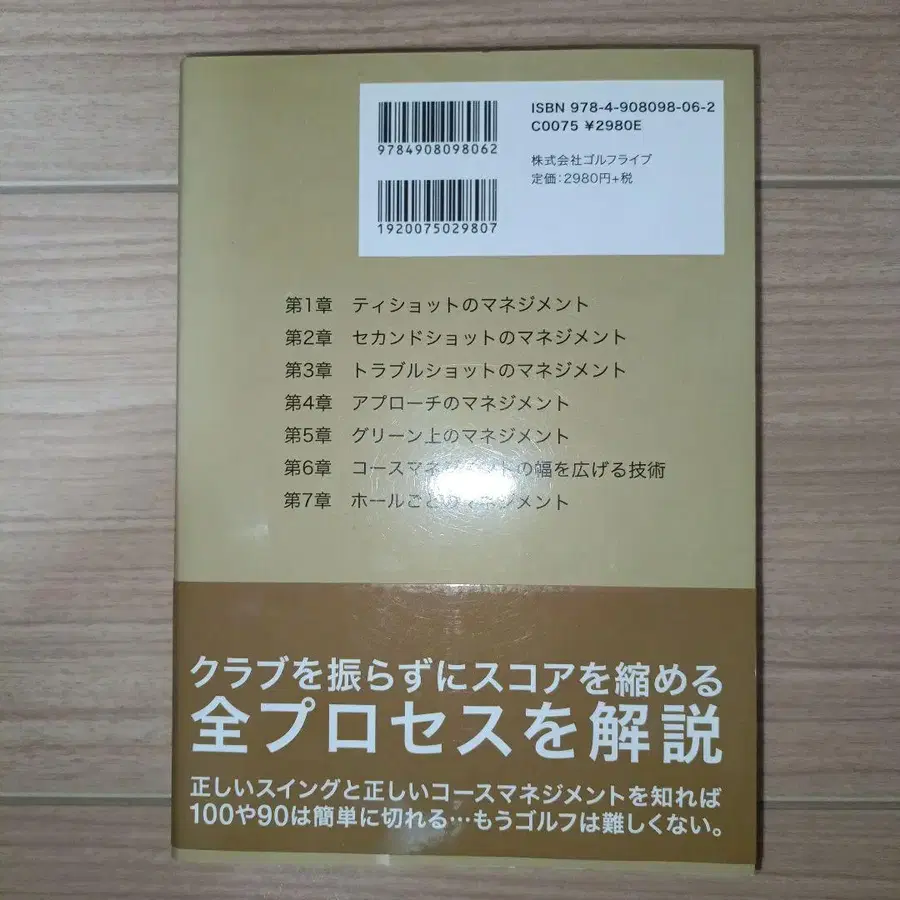 ISBN 978-4-908098-06-2
C0075 ¥2980E
9784908098062
株式会社ゴルフライブ
定価:2980円+税
1920075029807
第1章 ティショットのマネジメント
第2章 セカンドショットのマネジメント
第3章 トラブルショットのマネジメント
第4章 アプローチのマネジメント
第5章 グリーン上のマネジメント
第6章 コースマネジメントの幅を広げる技術
第7章 ホールごとのマネジメント
クラブを振らずにスコアを縮める
全プロセスを解説
正しいスイングと正しいコースマネジメントを知れば
100や90は簡単に切れる…もうゴルフは難しくない。